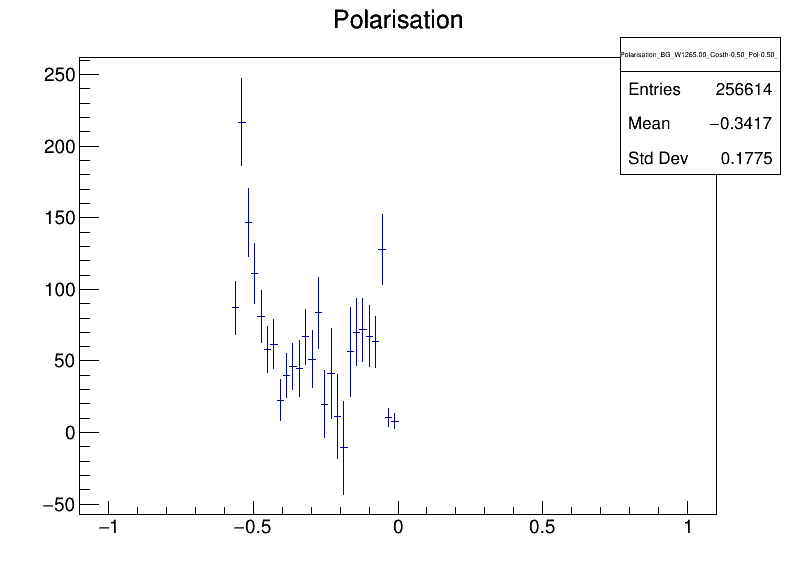 Polarisation
Polarisation_BG_W1265.00_Costh-0.50_Pol-0.50_
Entries 256614
Mean −0.3417
Std Dev 0.1775
250
200
150
100
50
0
−50
−1 −0.5 0 0.5 1